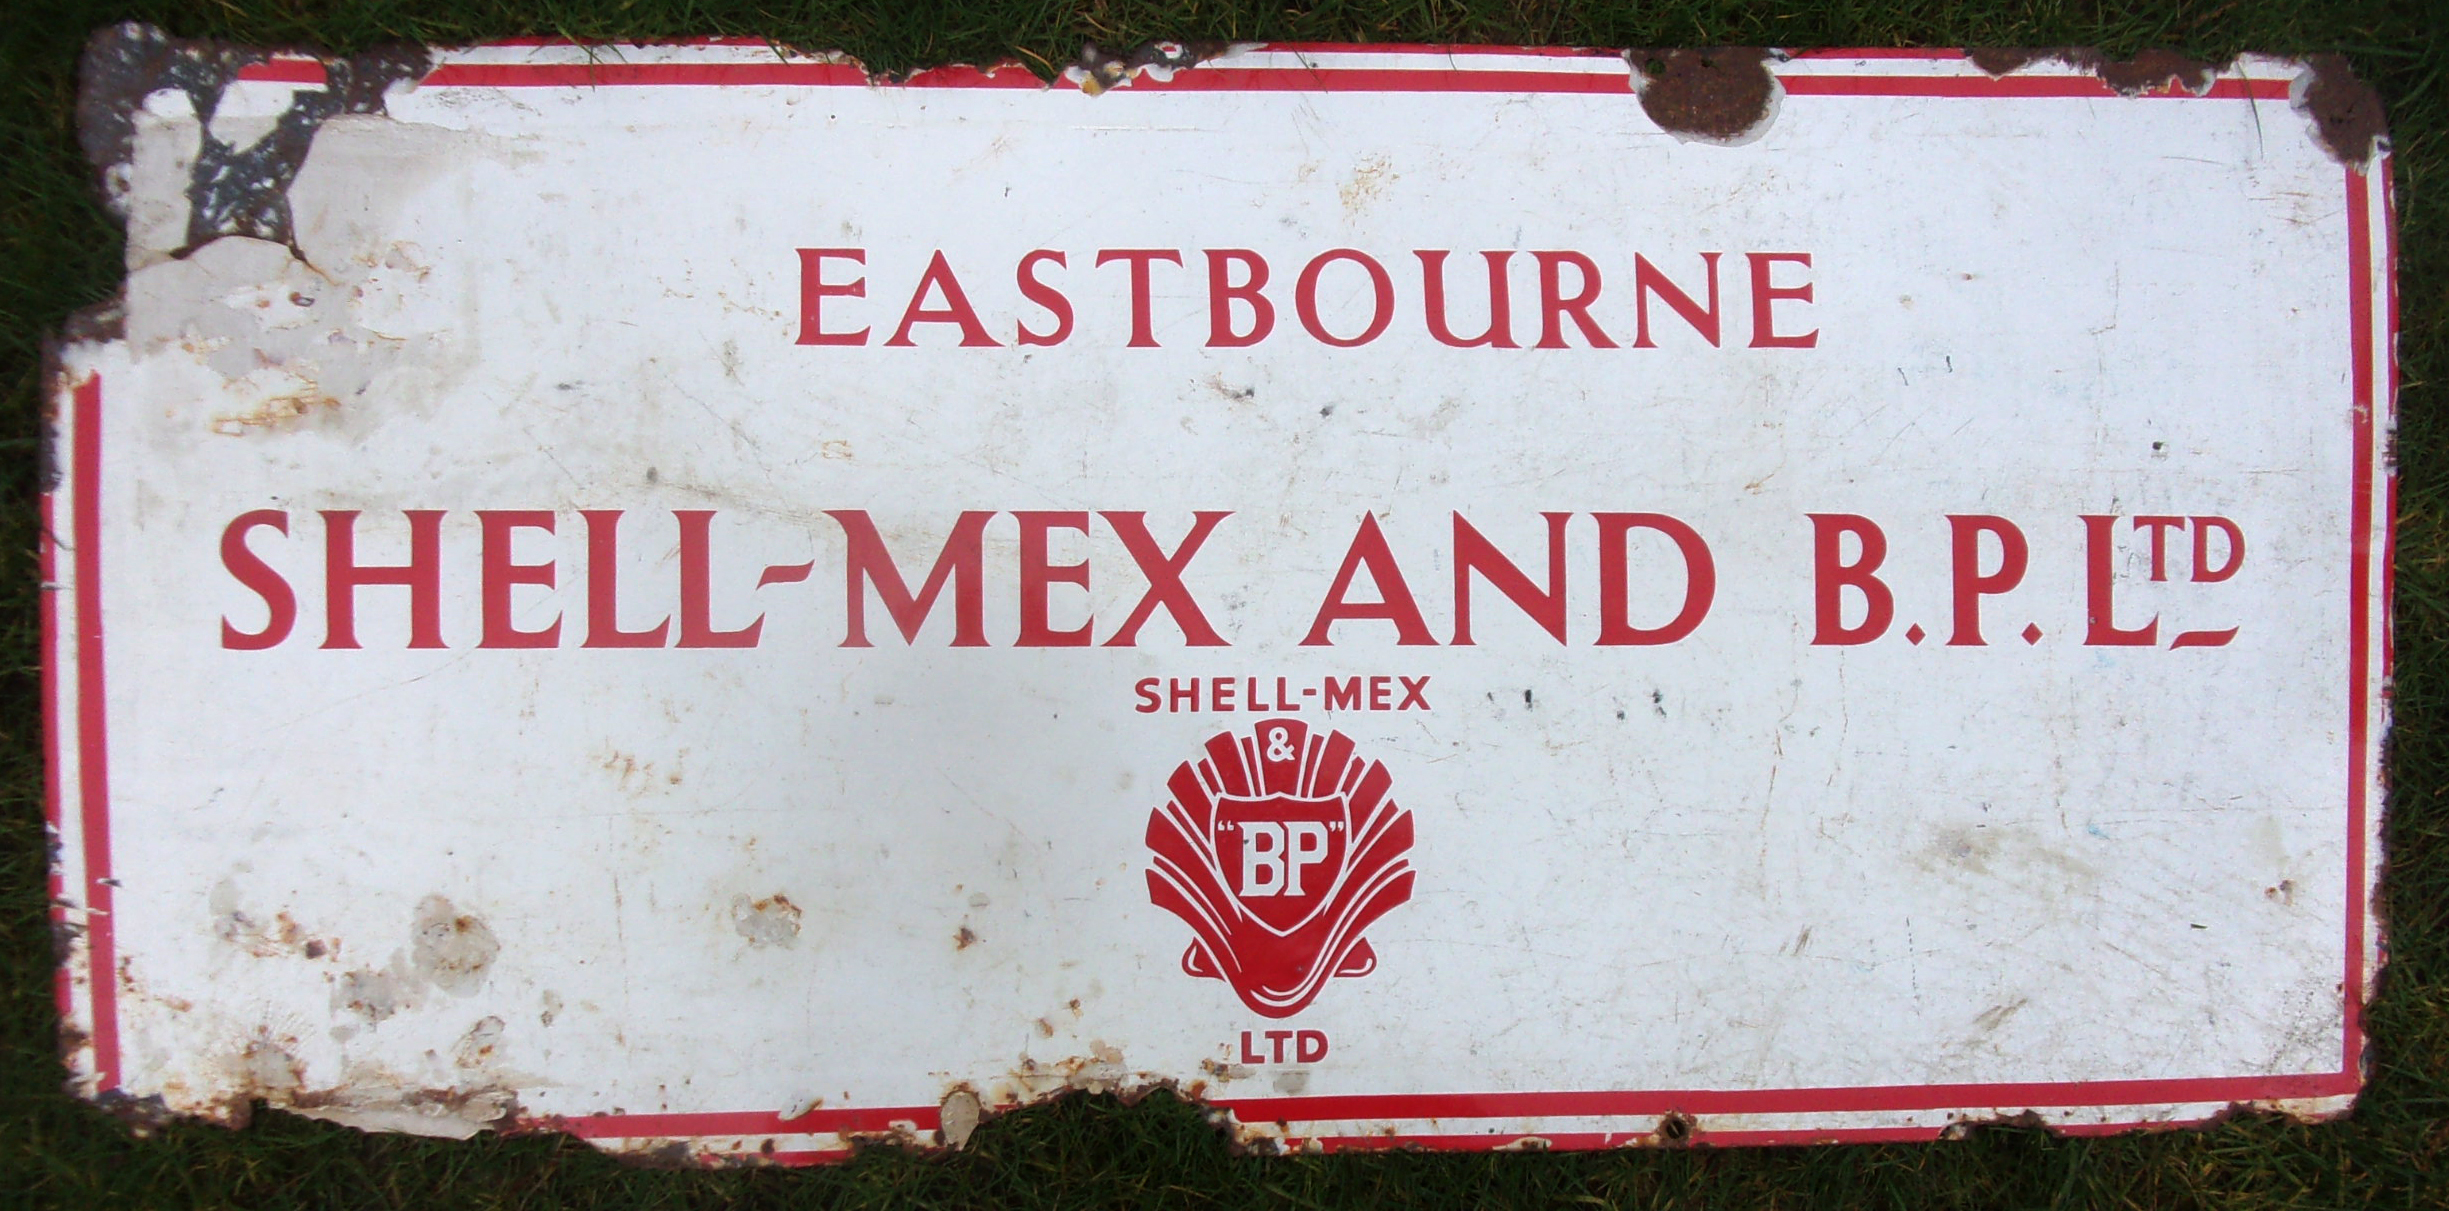 EASTBOURNE
SHELL-MEX AND B.P. LTD
SHELL-MEX
&
"BP"
LTD